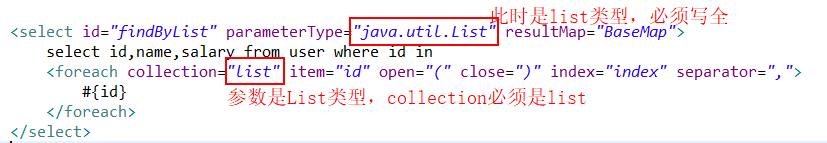 此时是list类型，必须写全
<select id="findByList" parameterType="java.util.List" resultMap="BaseMap">
select id,name,salary from user where id in
<foreach collection="list" item="id" open="(" close=")" index="index" separator=",">
#{id}
参数是List类型，collection必须是list
</foreach>
</select>